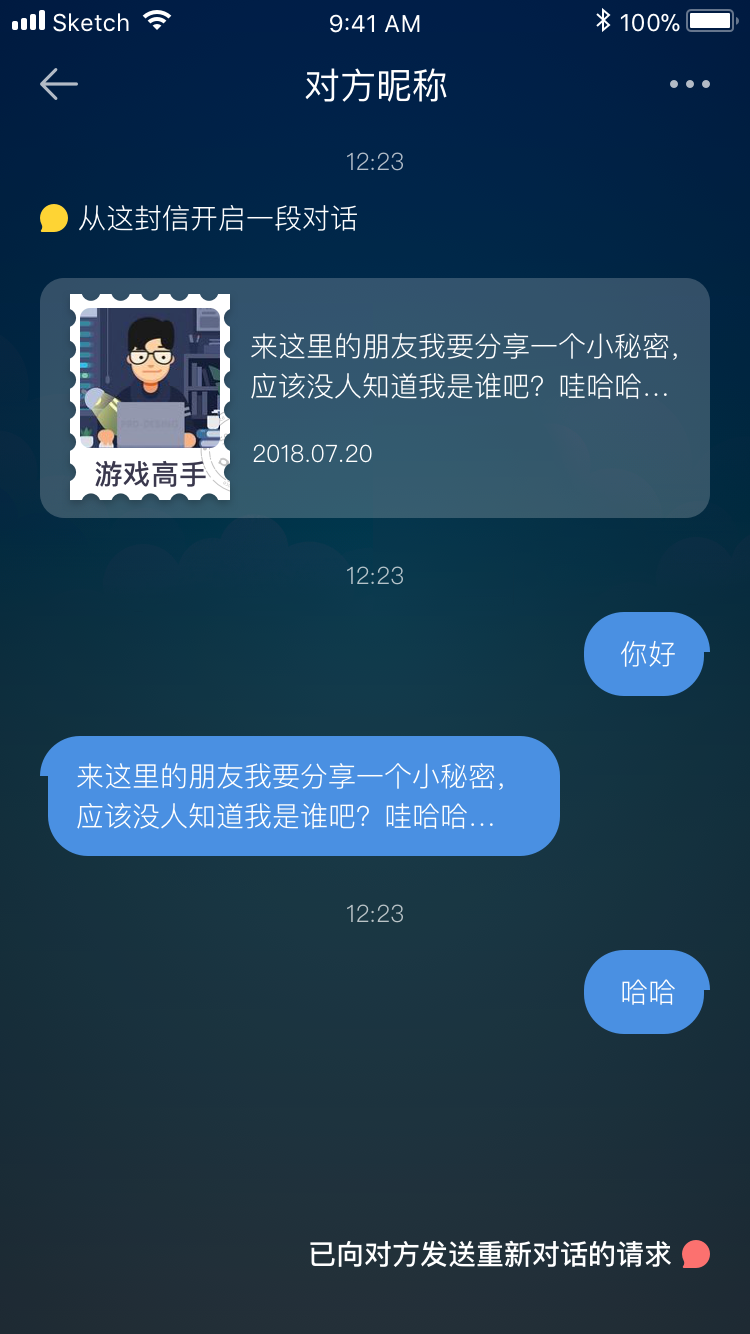 Sketch 9:41 AM 100%
对方昵称
12:23
从这封信开启一段对话
来这里的朋友我要分享一个小秘密,
应该没人知道我是谁吧?哇哈哈...
2018.07.20
游戏高手
12:23
你好
来这里的朋友我要分享一个小秘密,
应该没人知道我是谁吧?哇哈哈...
12:23
哈哈
已向对方发送重新对话的请求